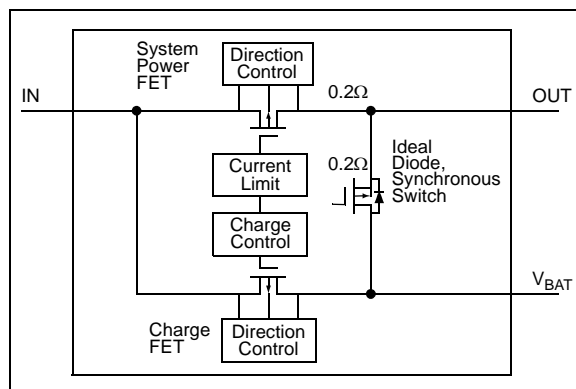 System
Power
FET
Direction
Control
IN
0.2Ω
OUT
Current
Limit
0.2Ω
Ideal
Diode,
Synchronous
Switch
Charge
Control
VBAT
Charge
FET
Direction
Control